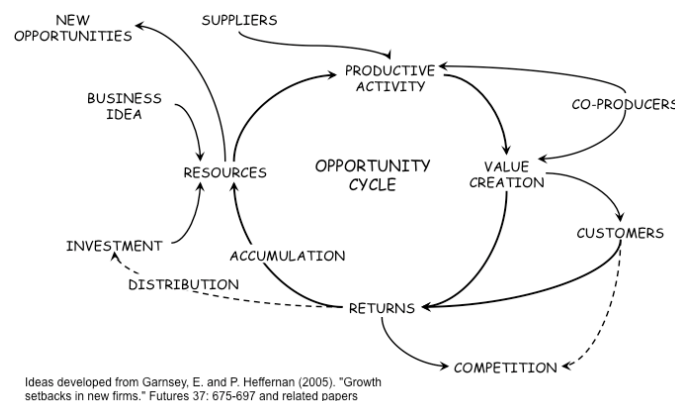 NEW
OPPORTUNITIES
SUPPLIERS
PRODUCTIVE
ACTIVITY
BUSINESS
IDEA
CO-PRODUCERS
RESOURCES
OPPORTUNITY
CYCLE
VALUE
CREATION
CUSTOMERS
INVESTMENT
ACCUMULATION
DISTRIBUTION
RETURNS
COMPETITION
Ideas developed from Garnsey, E. and P. Heffernan (2005). "Growth
setbacks in new firms." Futures 37: 675-697 and related papers